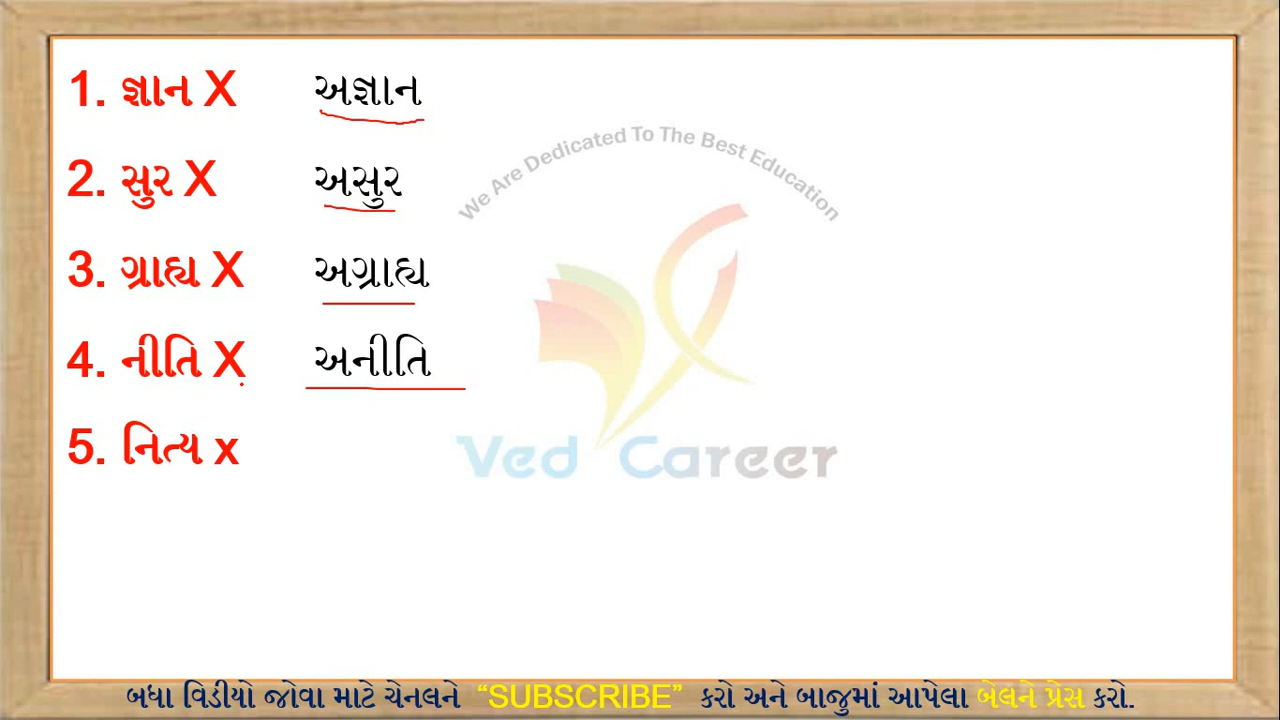 1. જ્ઞાન X અજ્ઞાન
We Are Dedicated To The Best Education
2. સુર X અસુર
3. ગ્રાહ્ય X અગ્રાહ્ય
4. નીતિ X અનીતિ
5. નિત્ય x
Ved Career
બધા વિડીયો જોવા માટે ચેનલને “SUBSCRIBE” કરો અને બાજુમાં આપેલા બેલને પ્રેસ કરો.